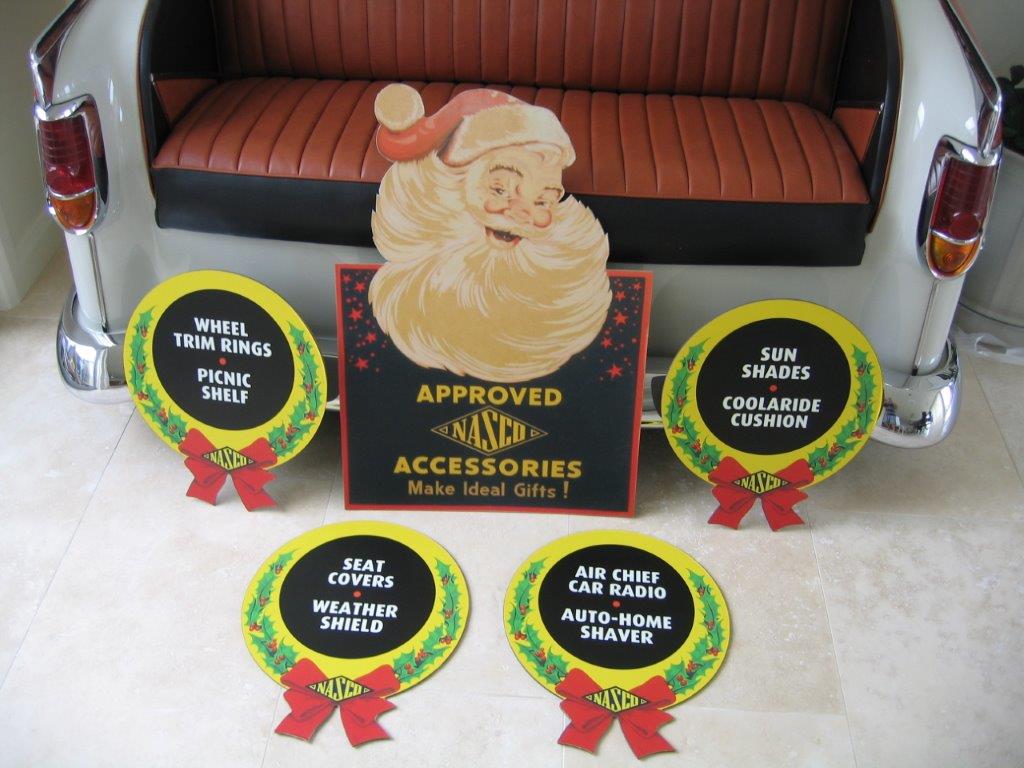 WHEEL
TRIM RINGS
PICNIC
SHELF
NASCO
APPROVED
NASCO
ACCESSORIES
Make Ideal Gifts!
SUN
SHADES
COOLARIDE
CUSHION
NASCO
SEAT
COVERS
WEATHER
SHIELD
NASCO
AIR CHIEF
CAR RADIO
AUTO-HOME
SHAVER
NASCO